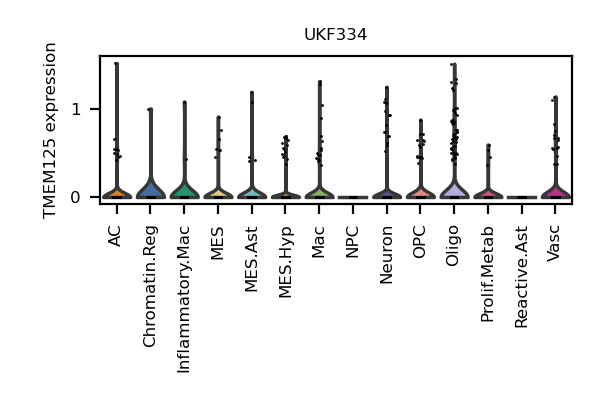 UKF334
TMEM125 expression
1
0
AC
Chromatin.Reg
Inflammatory.Mac
MES
MES.Ast
MES.Hyp
Mac
NPC
Neuron
OPC
Oligo
Prolif.Metab
Reactive.Ast
Vasc